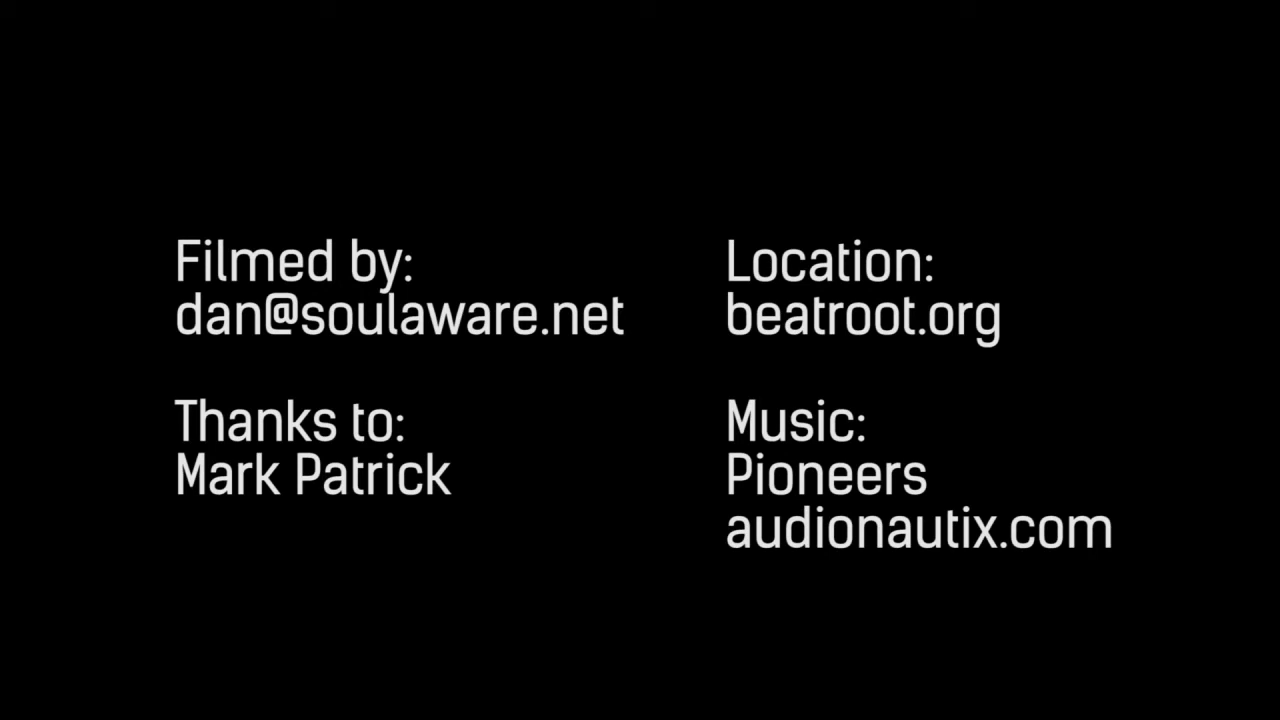 Filmed by:
dan@soulaware.net
Thanks to:
Mark Patrick
Location:
beatroot.org
Music:
Pioneers
audionautix.com